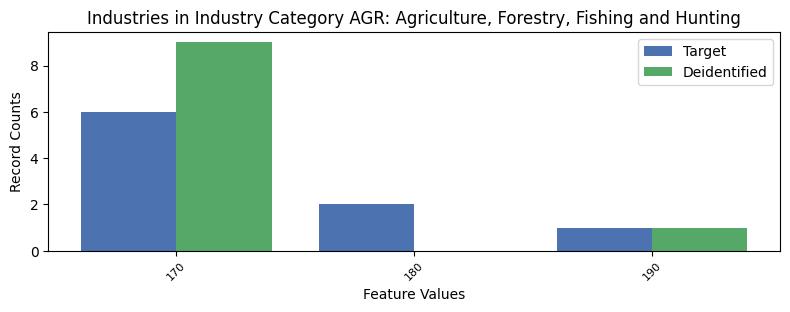 Industries in Industry Category AGR: Agriculture, Forestry, Fishing and Hunting
Target
Deidentified
Record Counts
8
6
4
2
0
170
180
190
Feature Values